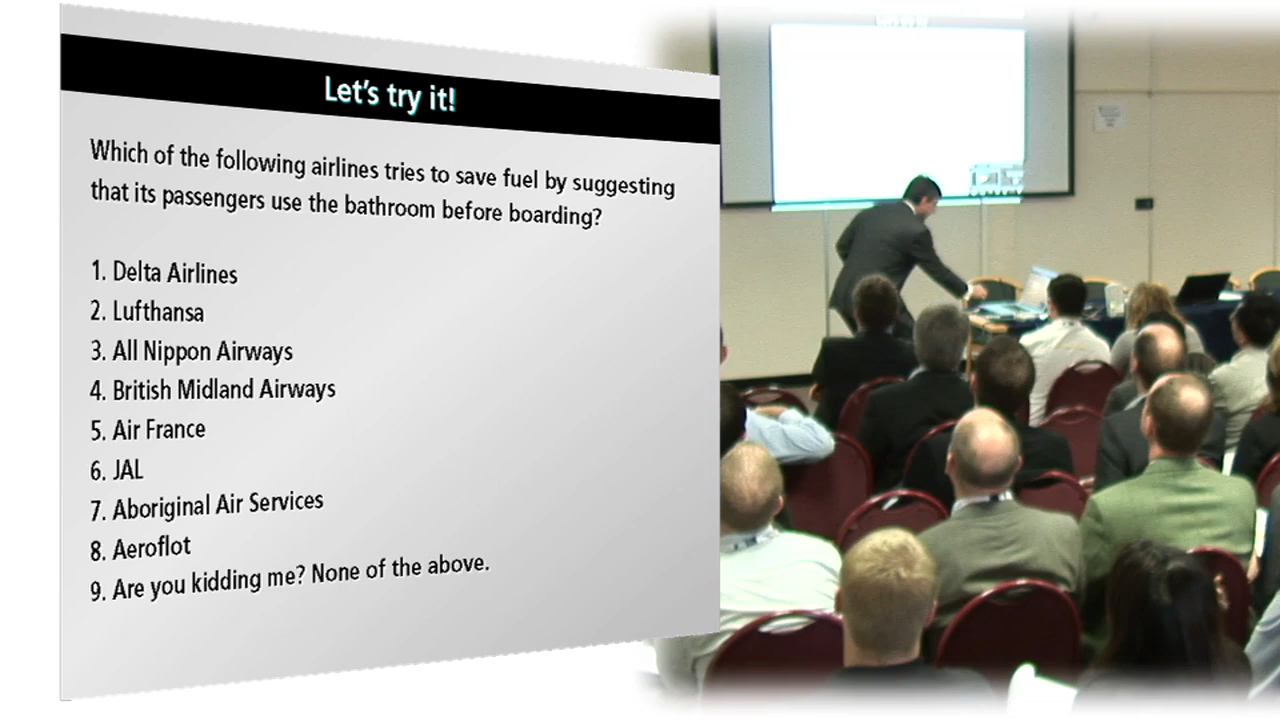 Let's try it!
Which of the following airlines tries to save fuel by suggesting
that its passengers use the bathroom before boarding?
1. Delta Airlines
2. Lufthansa
3. All Nippon Airways
4. British Midland Airways
5. Air France
6. JAL
7. Aboriginal Air Services
8. Aeroflot
9. Are you kidding me? None of the above.